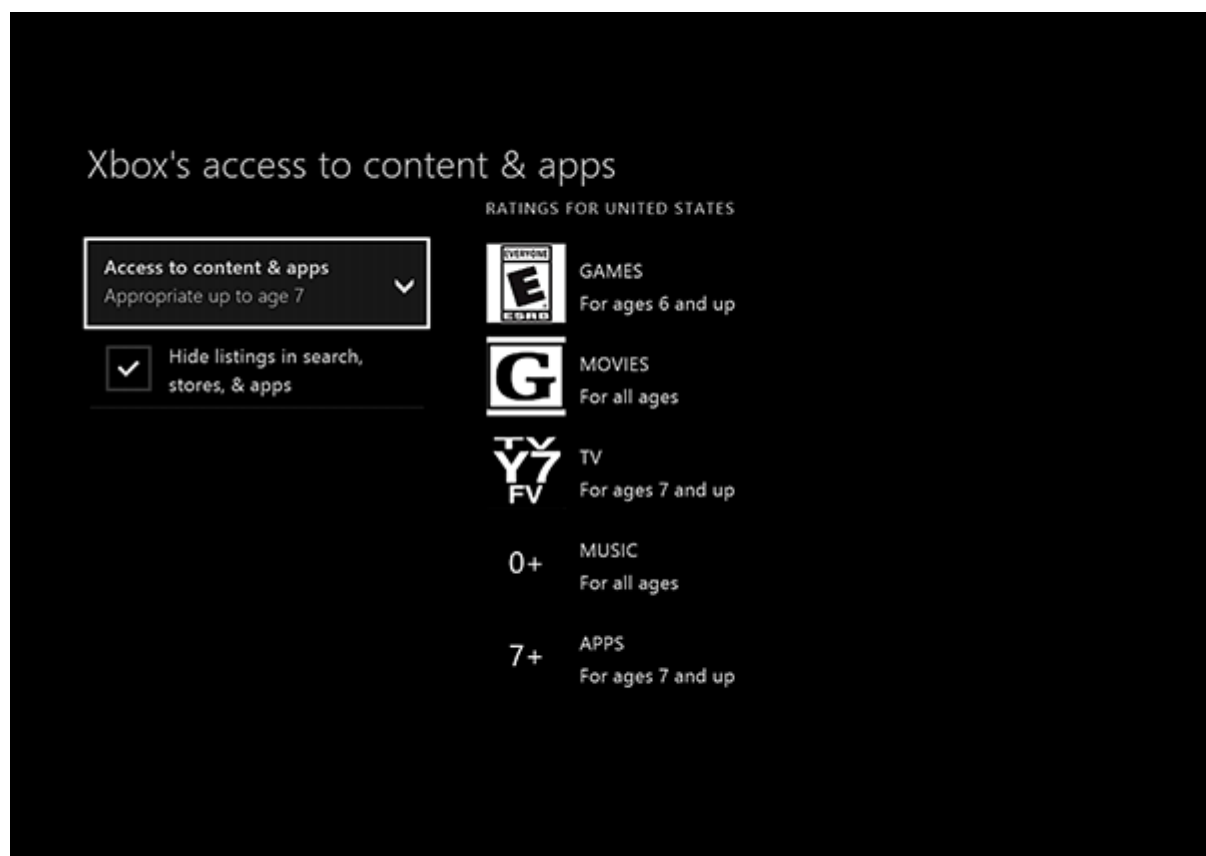 Xbox's access to content & apps
RATINGS FOR UNITED STATES
Access to content & apps
Appropriate up to age 7
Hide listings in search,
stores, & apps
EVERYONE
E
ESRB
GAMES
For ages 6 and up
G
MOVIES
For all ages
TV
Y7
FV
TV
For ages 7 and up
0+
MUSIC
For all ages
7+
APPS
For ages 7 and up